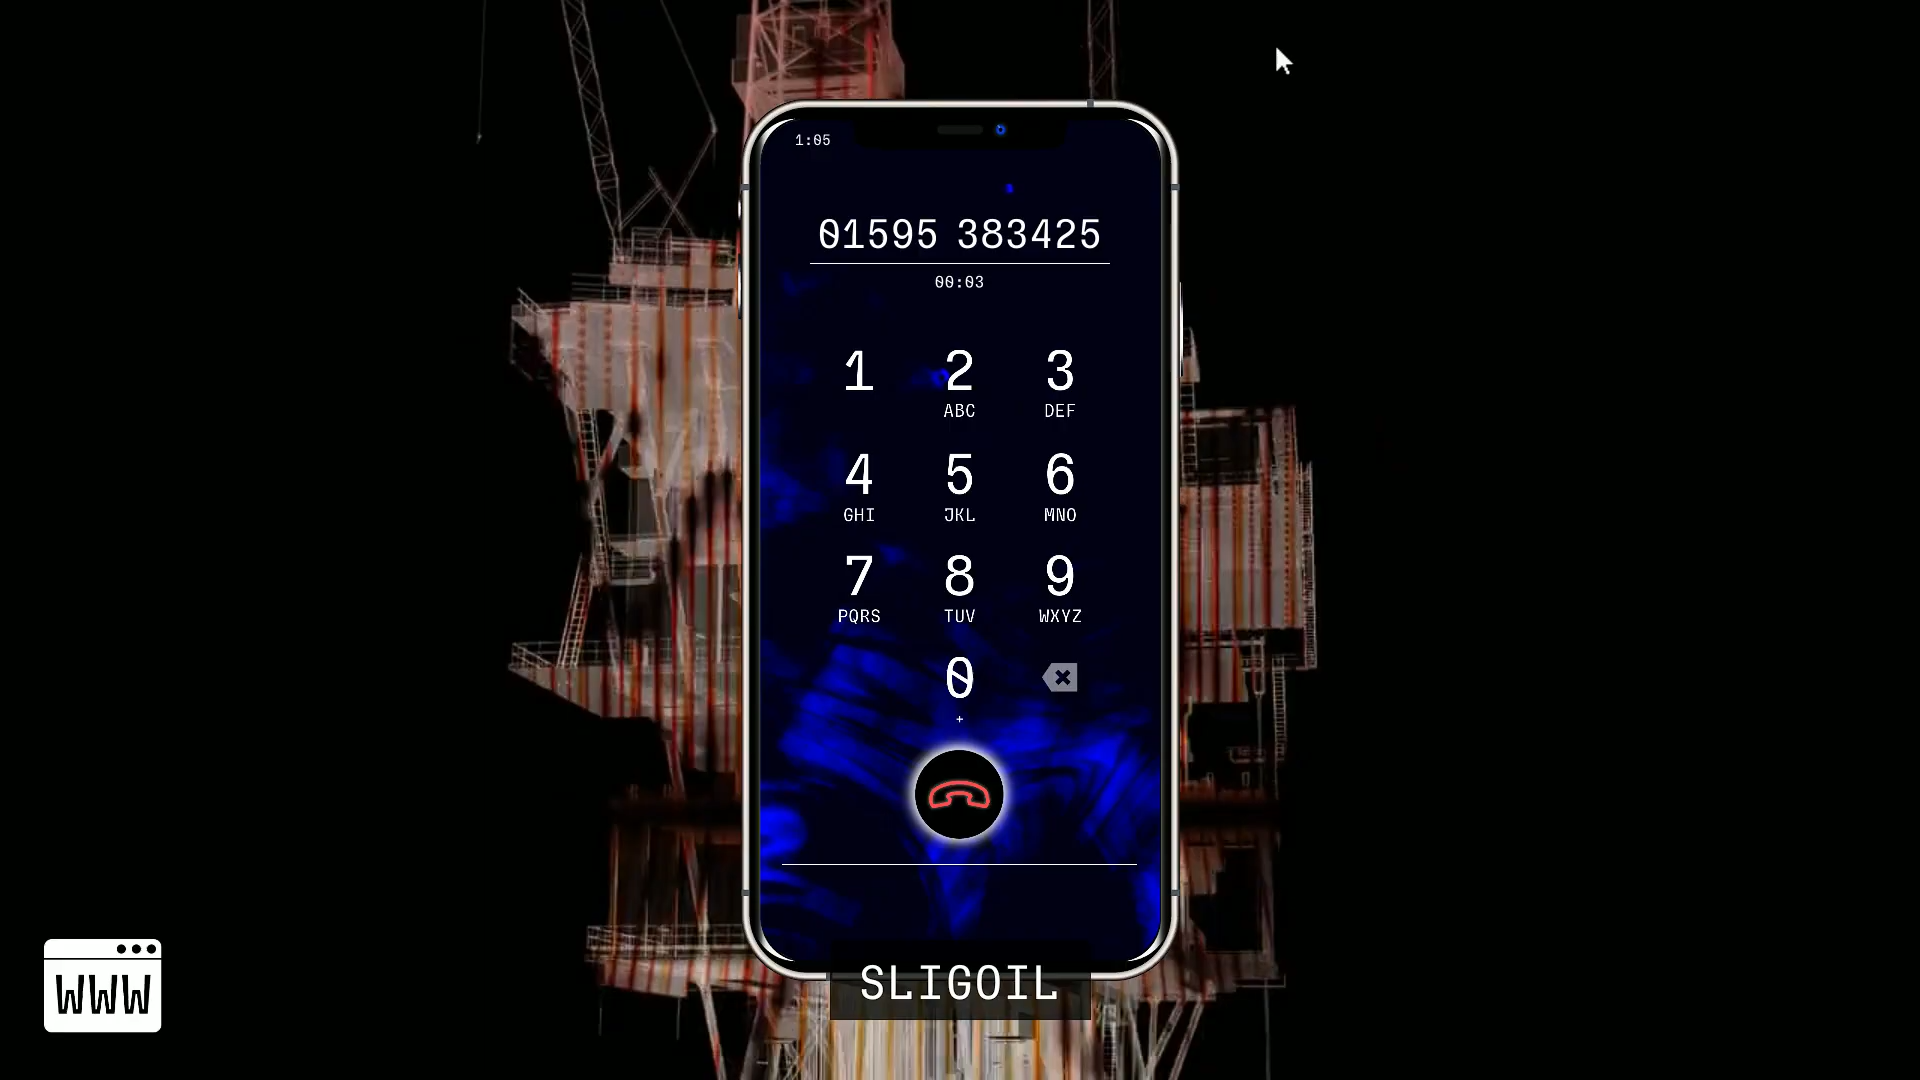 1:05
01595 383425
00:03
1 2 3
ABC DEF
4 5 6
GHI JKL MNO
7 8 9
PQRS TUV WXYZ
0
+
WWW
SLIGOIL